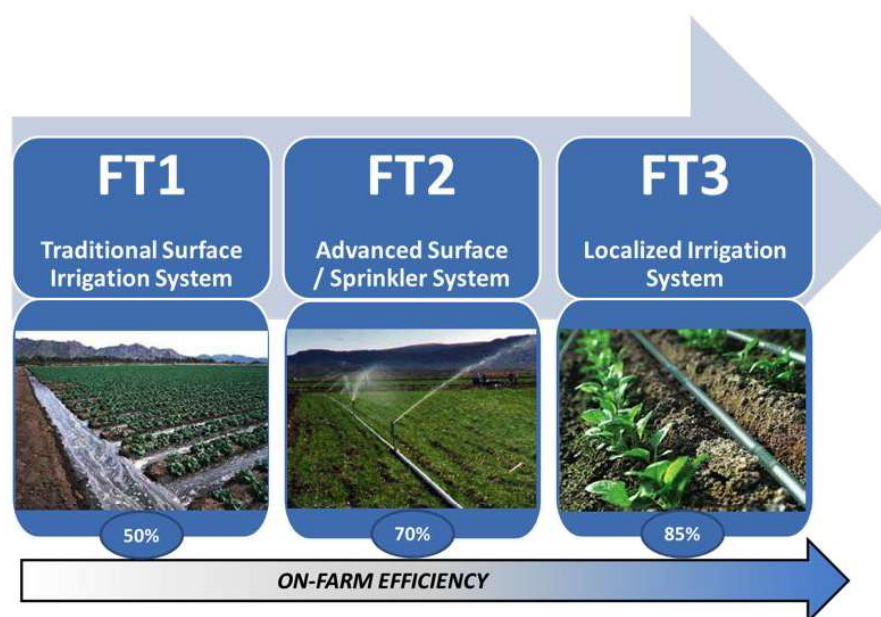 FT1
Traditional Surface
Irrigation System
50%
FT2
Advanced Surface
/ Sprinkler System
70%
FT3
Localized Irrigation
System
85%
ON-FARM EFFICIENCY